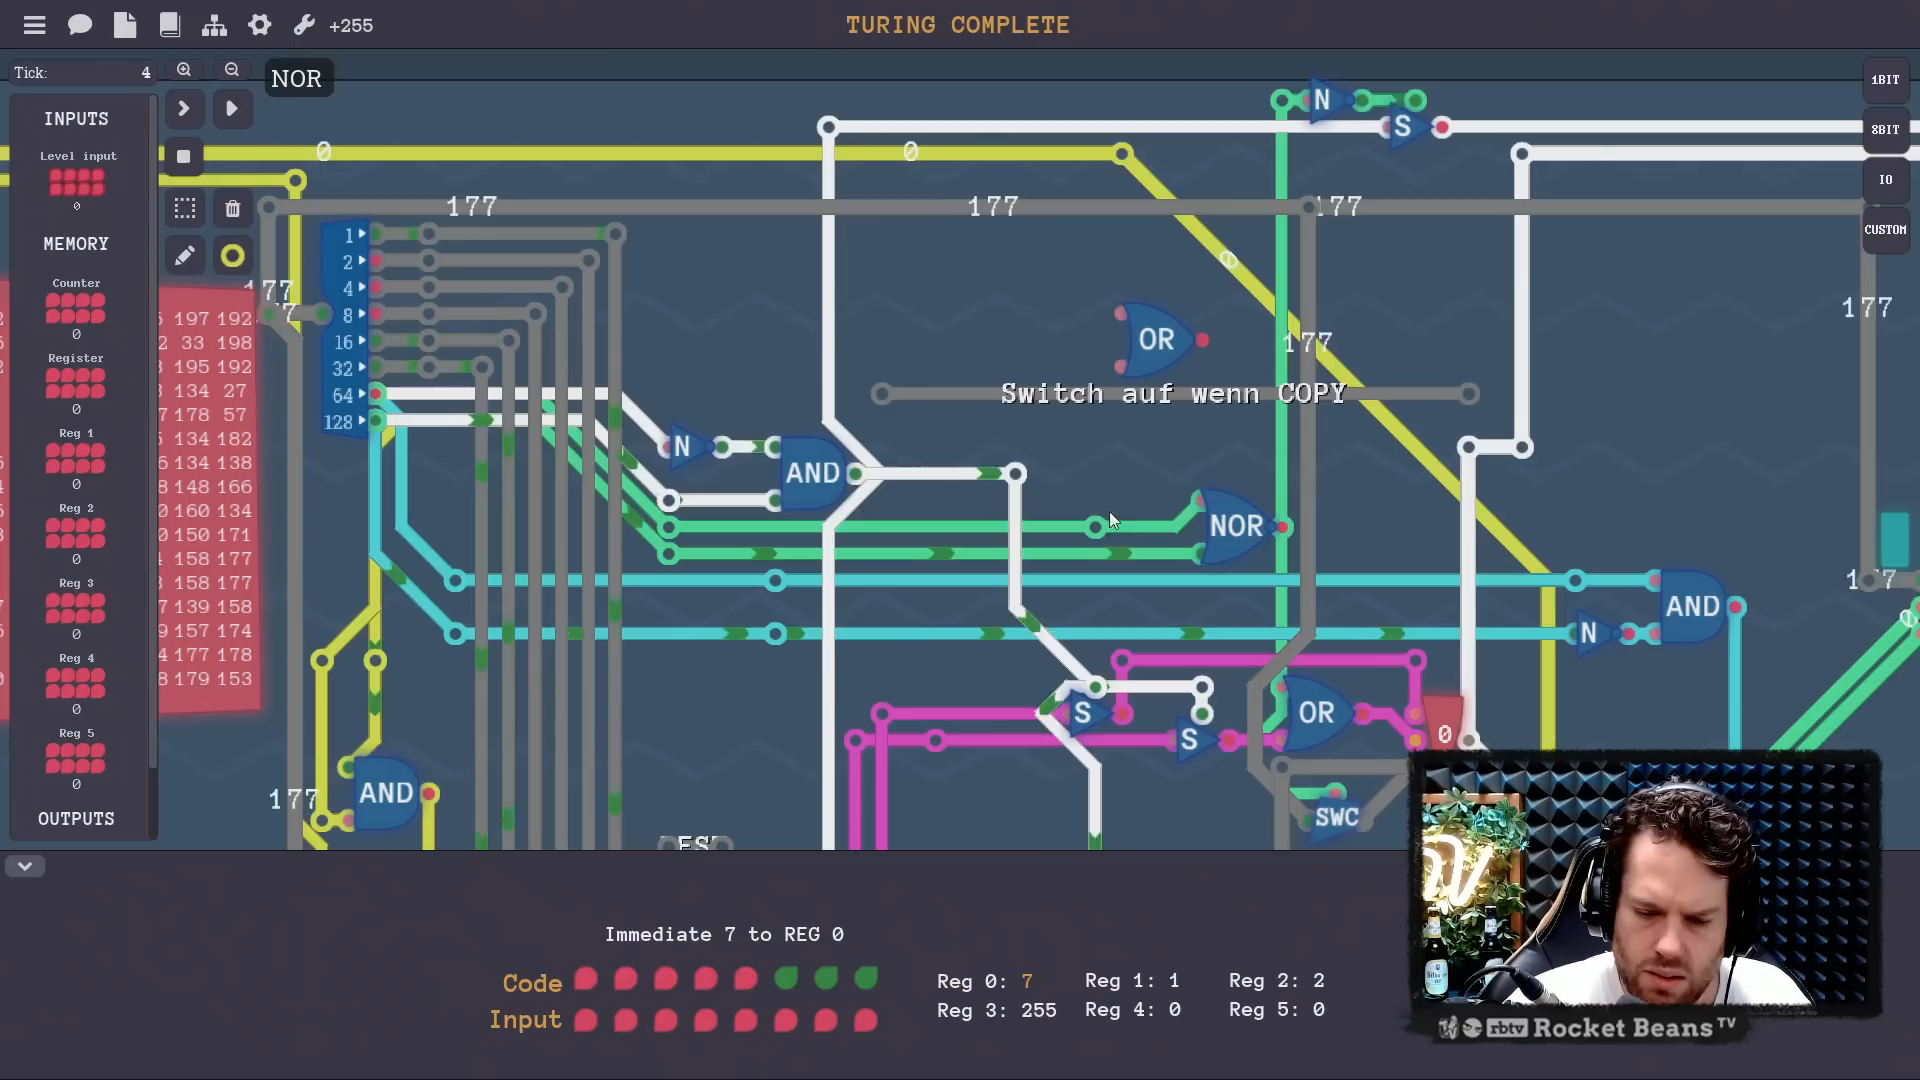 +255
TURING COMPLETE
Tick: 4
NOR
1BIT
8BIT
IO
CUSTOM
INPUTS
Level input
0
MEMORY
Counter
0
Register
0
Reg 1
0
Reg 2
0
Reg 3
0
Reg 4
0
Reg 5
0
OUTPUTS
0
0
177
177
177
177
177
177
177
0
0
197 192
33 198
195 192
134 27
178 57
134 182
134 138
148 166
160 134
150 171
158 177
158 177
139 158
157 174
177 178
179 153
1
2
4
8
16
32
64
128
N
S
OR
Switch auf wenn COPY
N
AND
NOR
AND
N
S
S
OR
0
SWC
AND
Immediate 7 to REG 0
Code
Input
Reg 0: 7
Reg 1: 1
Reg 2: 2
Reg 3: 255
Reg 4: 0
Reg 5: 0
rbtv Rocket Beans TV